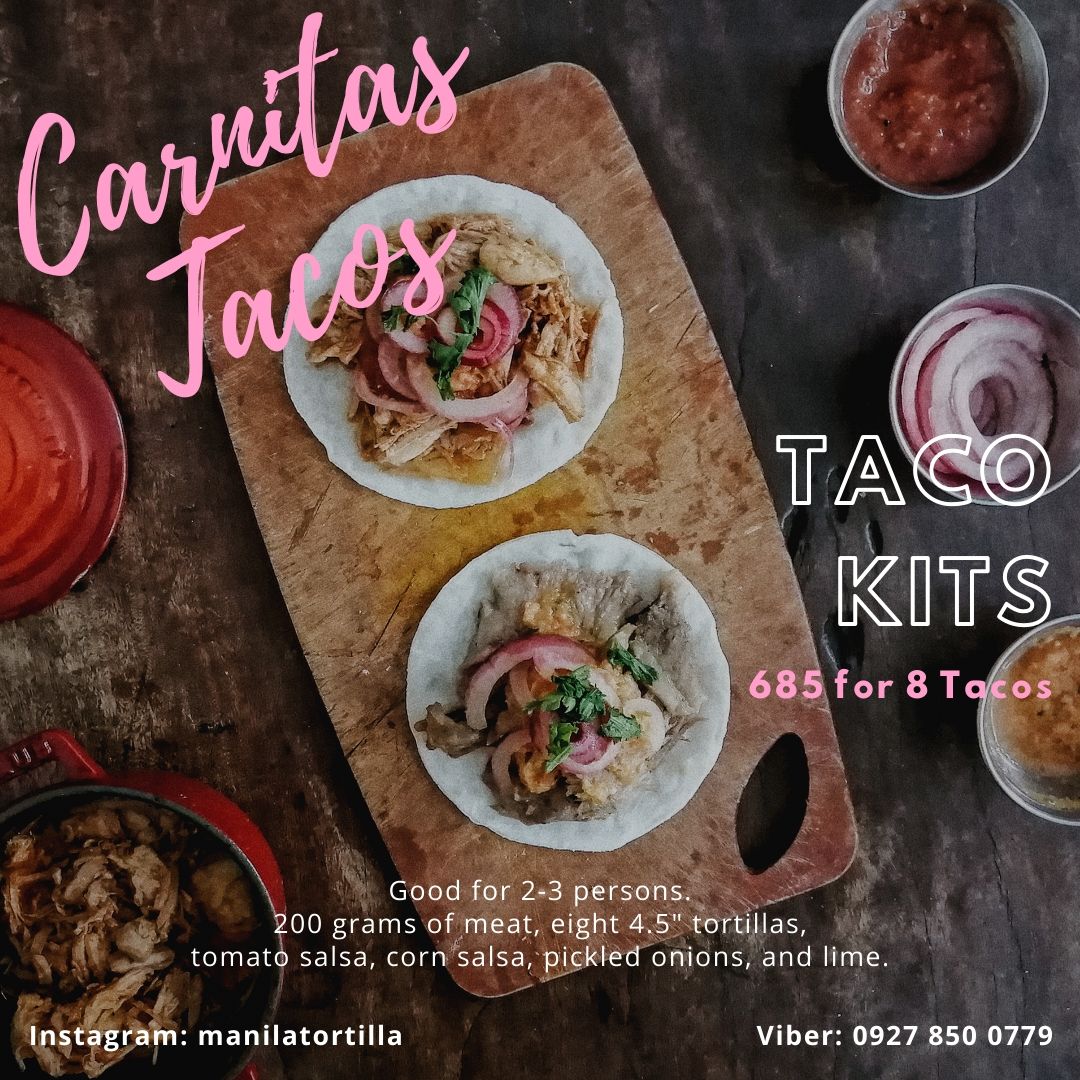 Carnitas
Tacos
TACO
KITS
685 for 8 Tacos
Good for 2-3 persons.
200 grams of meat, eight 4.5" tortillas,
tomato salsa, corn salsa, pickled onions, and lime.
Instagram: manilatortilla
Viber: 0927 850 0779